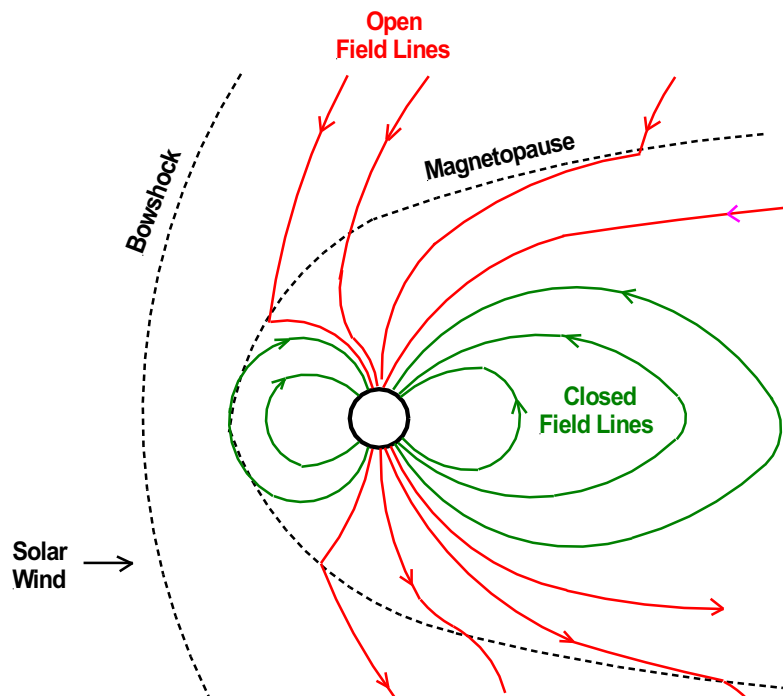 Open
Field Lines
Magnetopause
Bowshock
Closed
Field Lines
Solar
Wind